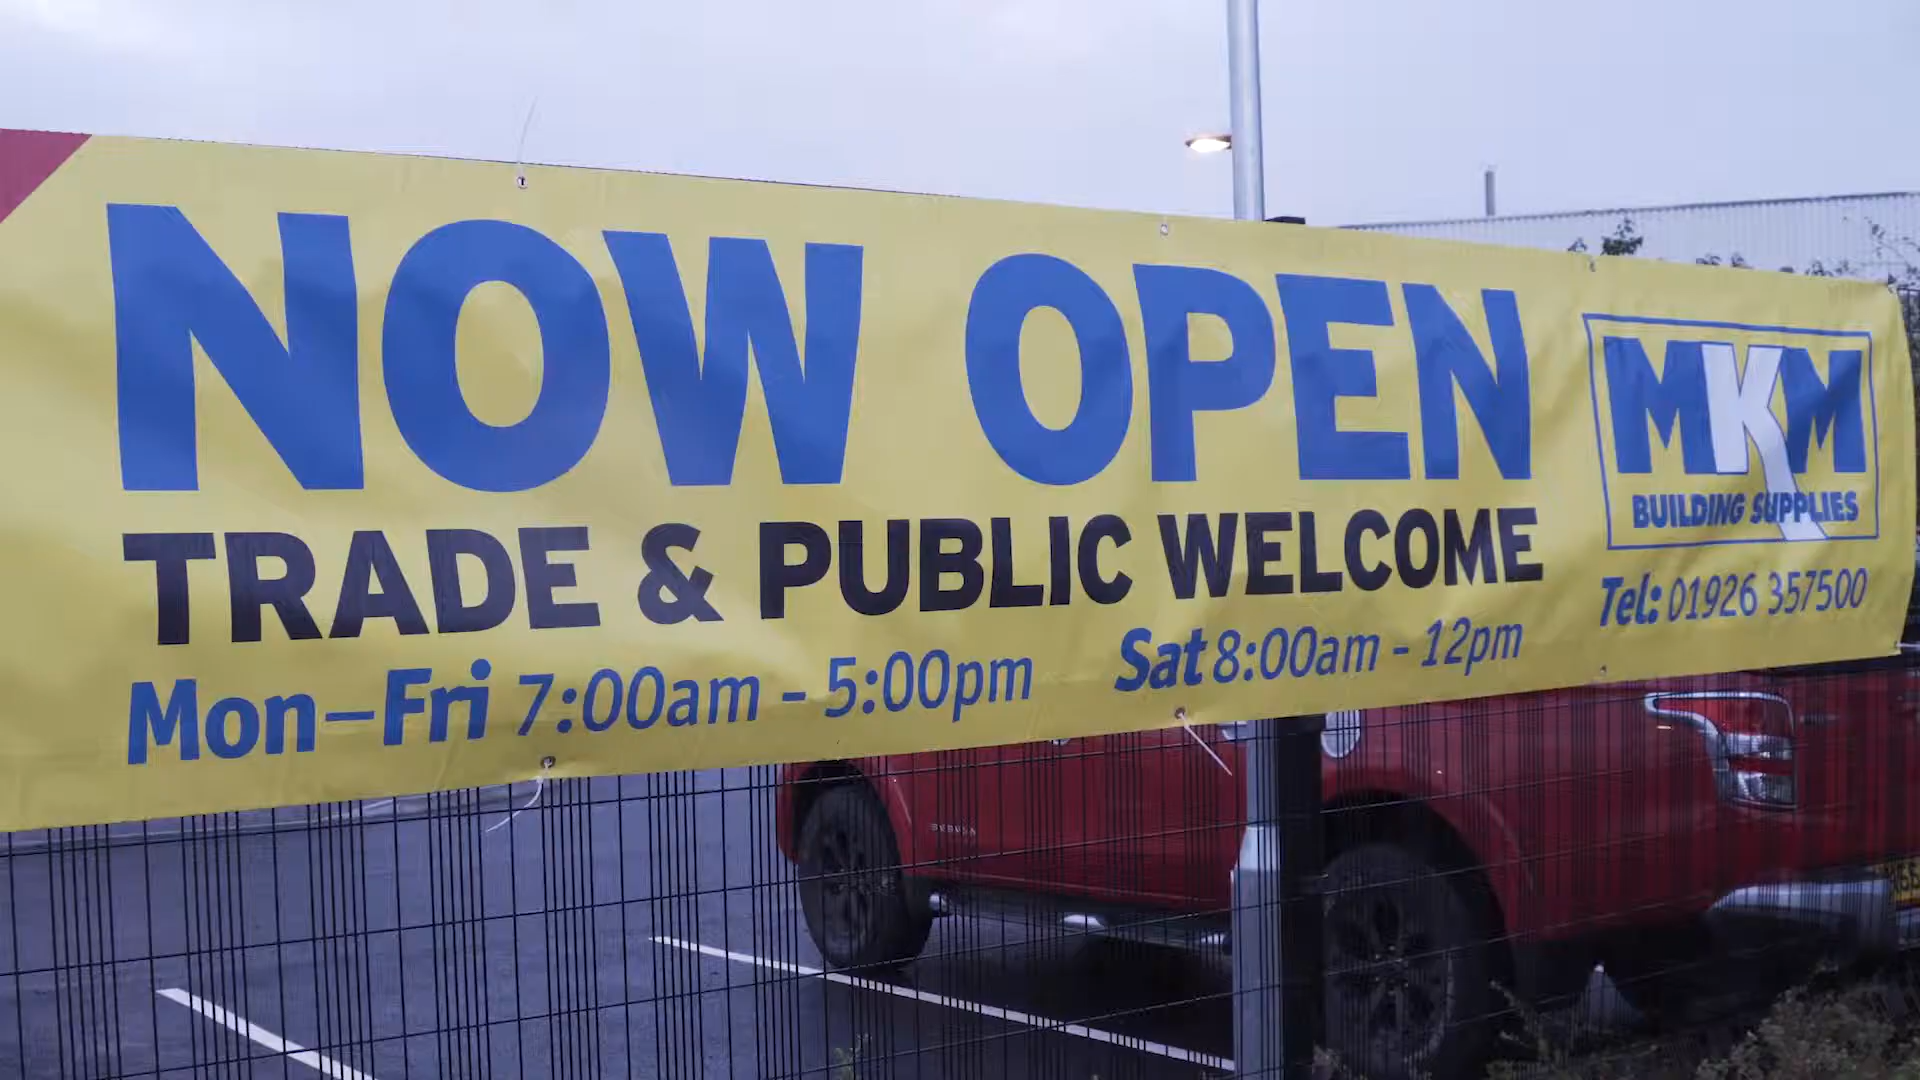 NOW OPEN
TRADE & PUBLIC WELCOME
Mon–Fri 7:00am - 5:00pm Sat 8:00am - 12pm
MKM
BUILDING SUPPLIES
Tel: 01926 357500